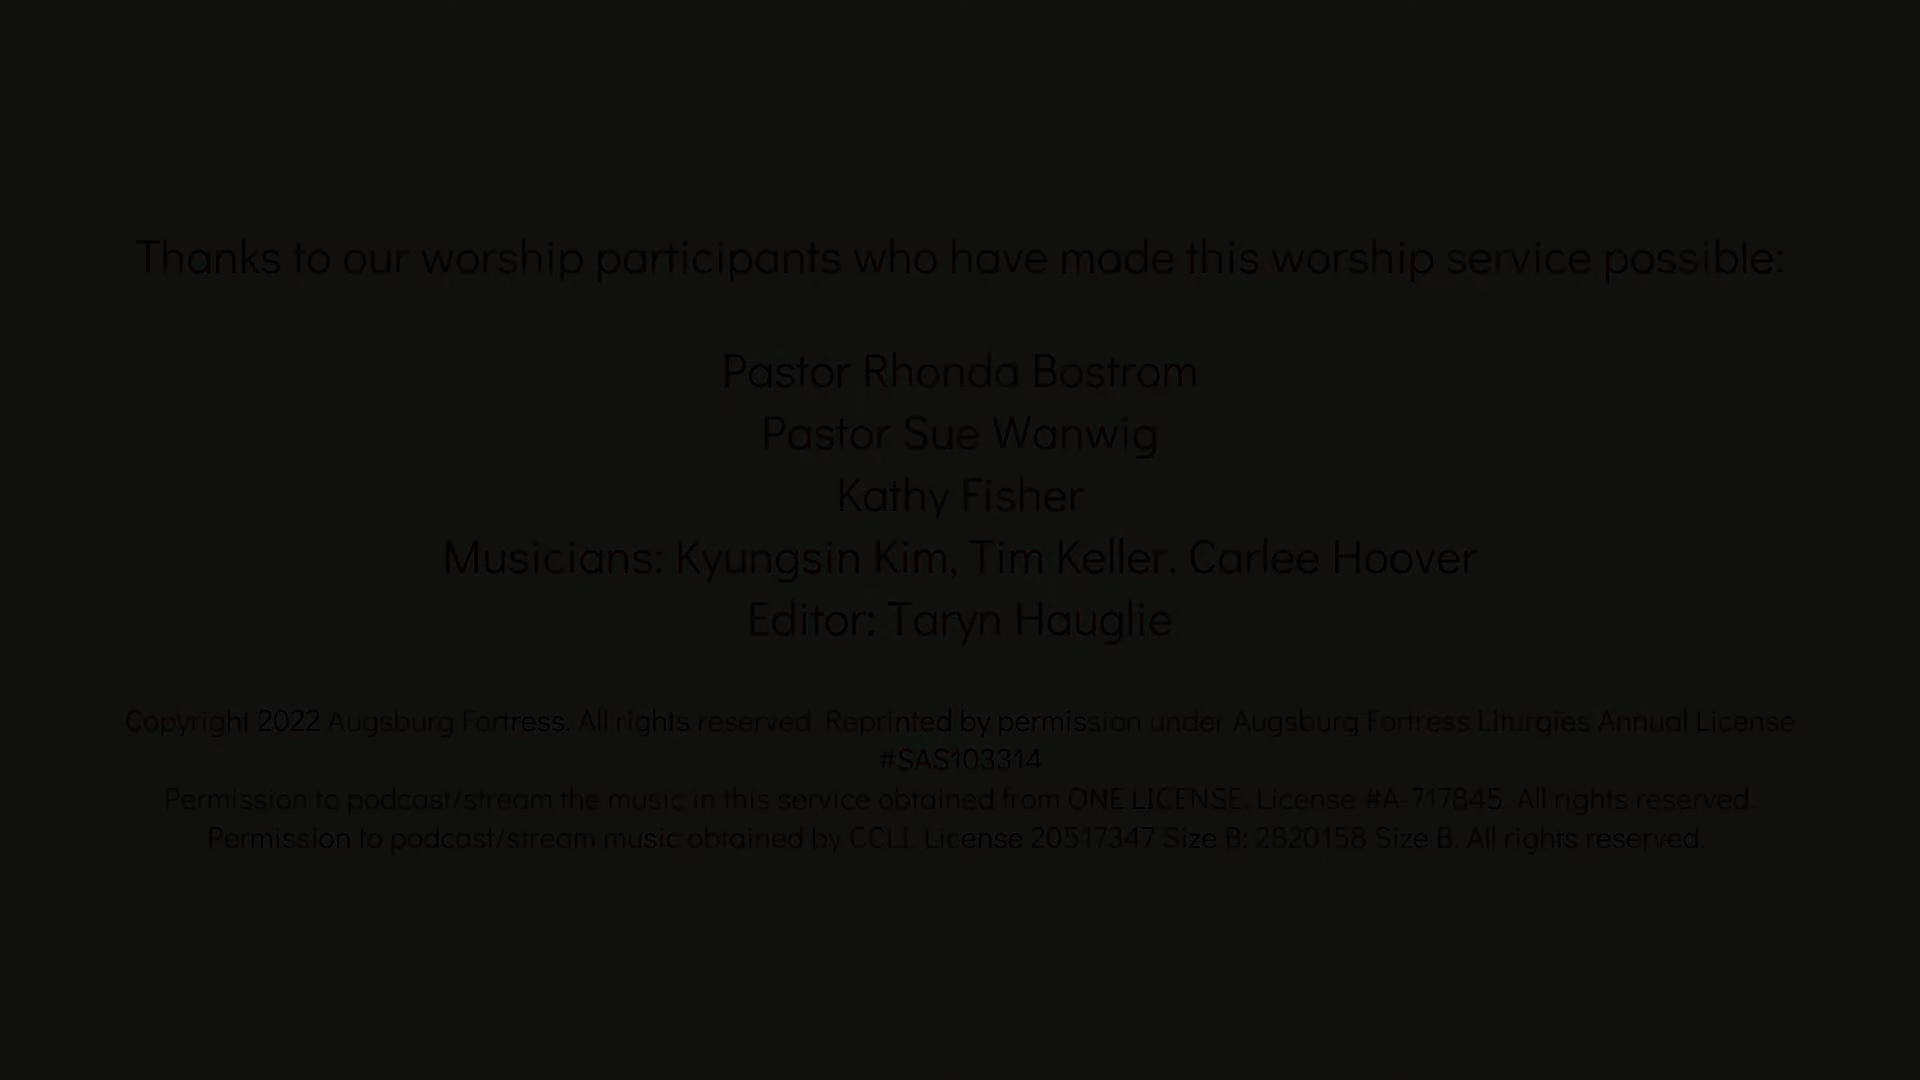 Thanks to our worship participants who have made this worship service possible:
Pastor Rhonda Bostrom
Pastor Sue Wanwig
Kathy Fisher
Musicians: Kyungsin Kim, Tim Keller. Carlee Hoover
Editor: Taryn Hauglie
Copyright 2022 Augsburg Fortress. All rights reserved. Reprinted by permission under Augsburg Fortress Liturgies Annual License
#SAS103314
Permission to podcast/stream the music in this service obtained from ONE LICENSE. License #A-717845. All rights reserved.
Permission to podcast/stream music obtained by CCLI. License 20517347 Size B: 2820158 Size B. All rights reserved.